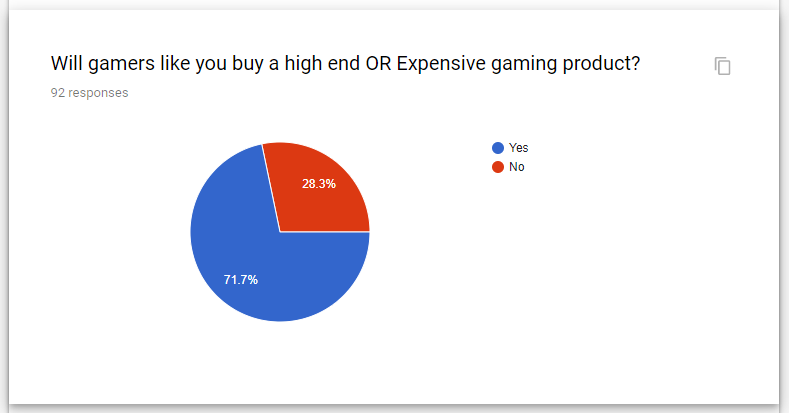 Will gamers like you buy a high end OR Expensive gaming product?
92 responses
Yes
No
28.3%
71.7%